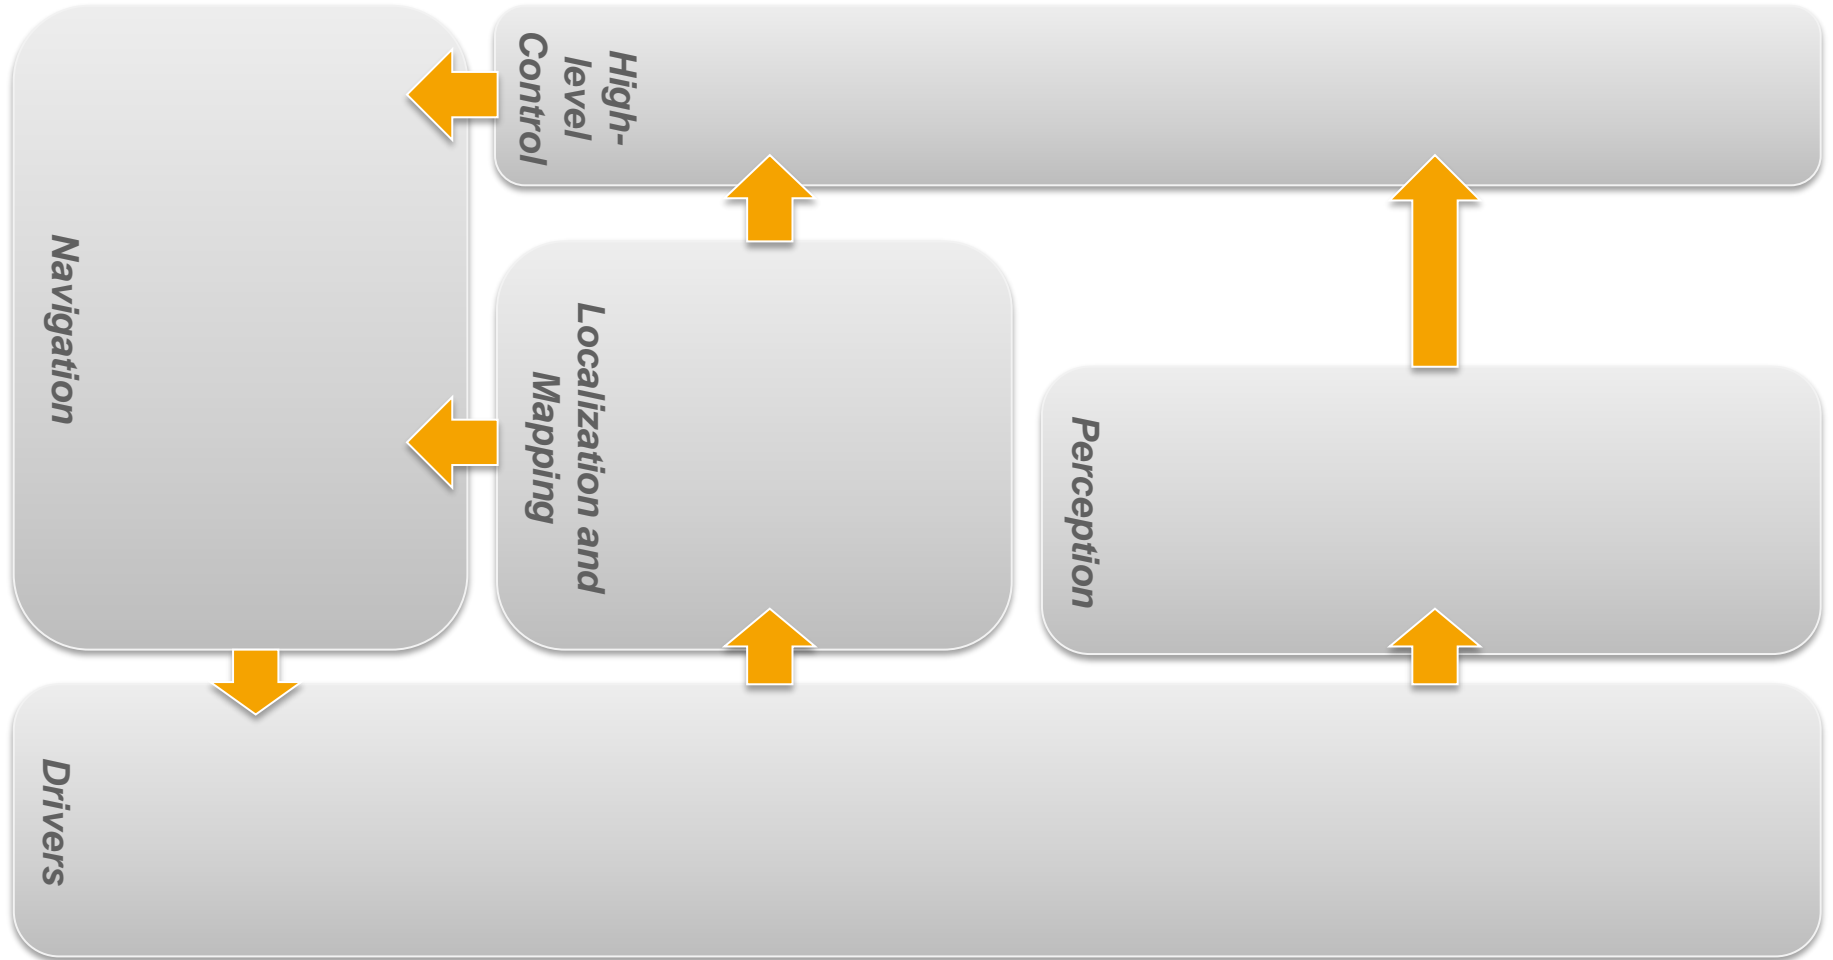 High-
level
Control
Navigation
Localization and
Mapping
Perception
Drivers